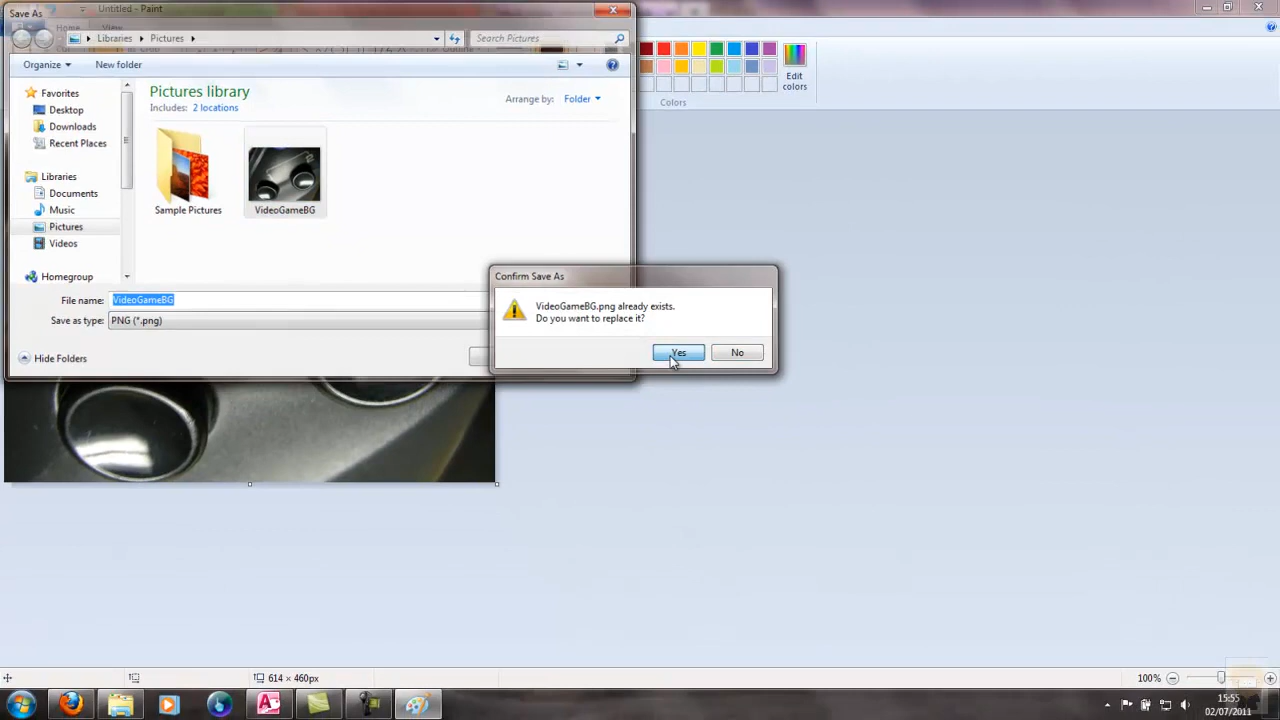 Save As
Untitled - Paint
Home
View
Libraries
Pictures
Search Pictures
Organize
New folder
Favorites
Desktop
Downloads
Recent Places
Libraries
Documents
Music
Pictures
Videos
Homegroup
Pictures library
Includes: 2 locations
Arrange by: Folder
Sample Pictures
VideoGameBG
Edit colors
Colors
File name: VideoGameBG
Save as type: PNG (*.png)
Hide Folders
Confirm Save As
VideoGameBG.png already exists.
Do you want to replace it?
Yes
No
614 × 460px
100%
15:55
02/07/2011